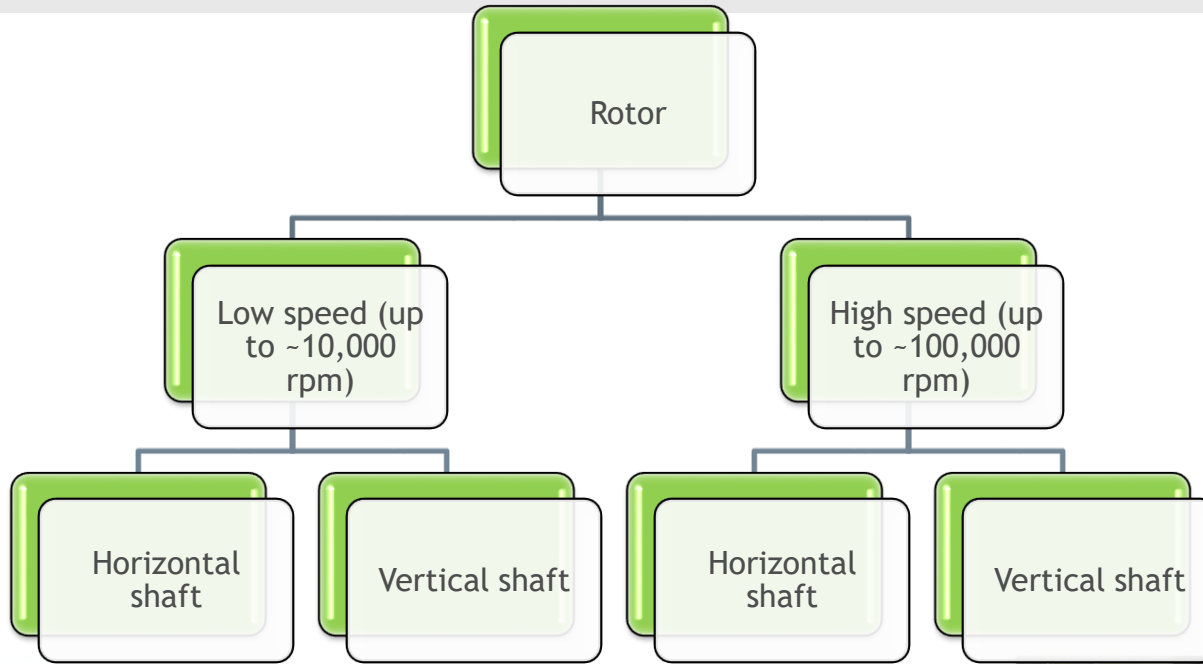 Rotor
Low speed (up
to ~10,000
rpm)
High speed (up
to ~100,000
rpm)
Horizontal
shaft
Vertical shaft
Horizontal
shaft
Vertical shaft